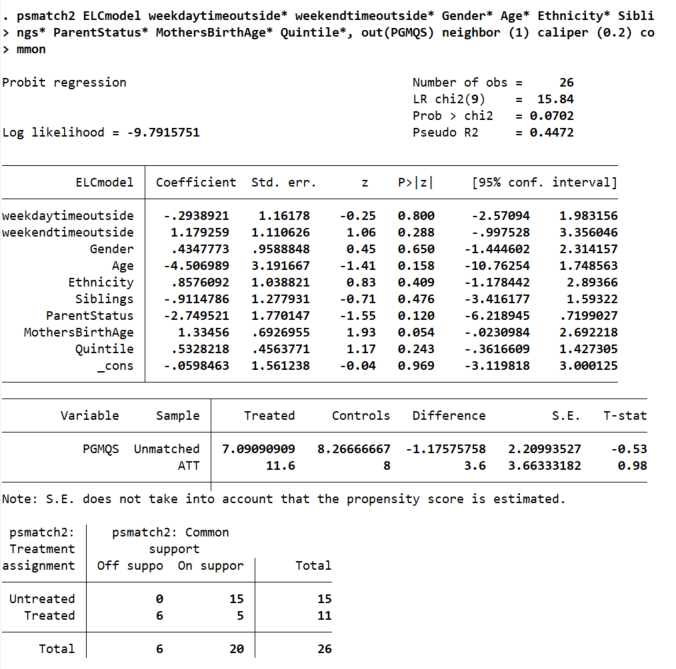 . psmatch2 ELCmodel weekdaytimeoutside* weekendtimeoutside* Gender* Age* Ethnicity* Sibli
> ngs* ParentStatus* MothersBirthAge* Quintile*, out(PGMQS) neighbor (1) caliper (0.2) co
> mmon
Probit regression Number of obs = 26
LR chi2(9) = 15.84
Prob > chi2 = 0.0702
Log likelihood = -9.7915751 Pseudo R2 = 0.4472
ELCmodel Coefficient Std. err. z P>|z| [95% conf. interval]
weekdaytimeoutside -.2938921 1.16178 -0.25 0.800 -2.57094 1.983156
weekendtimeoutside 1.179259 1.110626 1.06 0.288 -.997528 3.356046
Gender .4347773 .9588848 0.45 0.650 -1.444602 2.314157
Age -4.506989 3.191667 -1.41 0.158 -10.76254 1.748563
Ethnicity .8576092 1.038821 0.83 0.409 -1.178442 2.89366
Siblings -.9114786 1.277931 -0.71 0.476 -3.416177 1.59322
ParentStatus -2.749521 1.770147 -1.55 0.120 -6.218945 .7199027
MothersBirthAge 1.33456 .6926955 1.93 0.054 -.0230984 2.692218
Quintile .5328218 .4563771 1.17 0.243 -.3616609 1.427305
_cons -.0598463 1.561238 -0.04 0.969 -3.119818 3.000125
Variable Sample Treated Controls Difference S.E. T-stat
PGMQS Unmatched 7.09090909 8.26666667 -1.17575758 2.20993527 -0.53
ATT 11.6 8 3.6 3.66333182 0.98
Note: S.E. does not take into account that the propensity score is estimated.
psmatch2: psmatch2: Common
Treatment support
assignment Off suppo On suppor Total
Untreated 0 15 15
Treated 6 5 11
Total 6 20 26